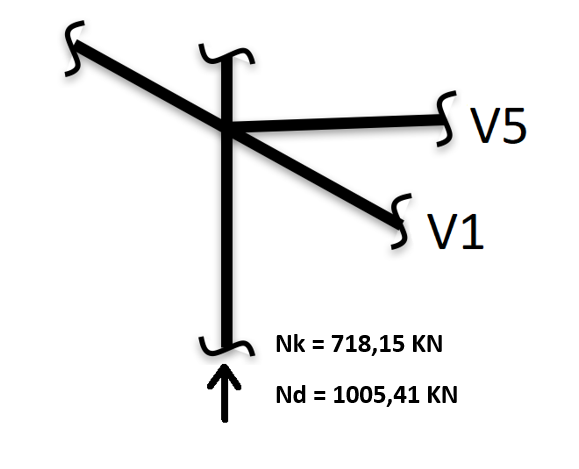 V5
V1
Nk = 718,15 KN
Nd = 1005,41 KN